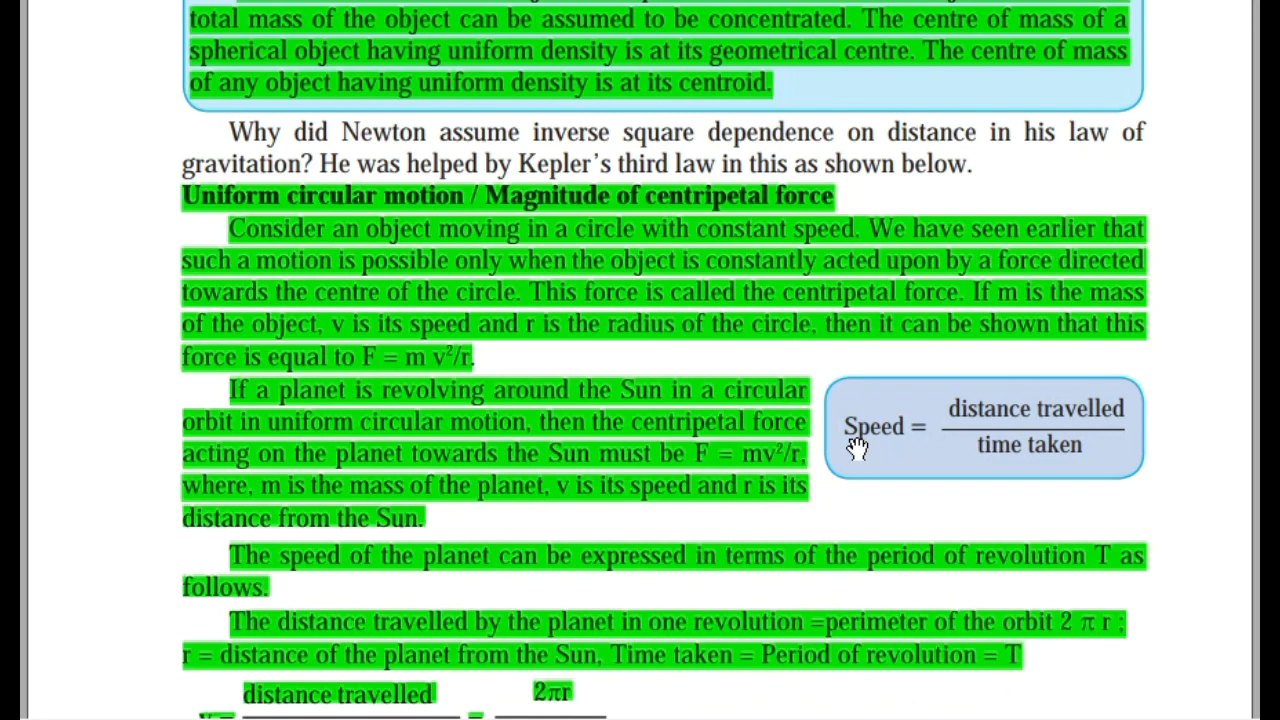 total mass of the object can be assumed to be concentrated. The centre of mass of a
spherical object having uniform density is at its geometrical centre. The centre of mass
of any object having uniform density is at its centroid.
Why did Newton assume inverse square dependence on distance in his law of
gravitation? He was helped by Kepler's third law in this as shown below.
Uniform circular motion / Magnitude of centripetal force
Consider an object moving in a circle with constant speed. We have seen earlier that
such a motion is possible only when the object is constantly acted upon by a force directed
towards the centre of the circle. This force is called the centripetal force. If m is the mass
of the object, v is its speed and r is the radius of the circle, then it can be shown that this
force is equal to F = m v²/r.
If a planet is revolving around the Sun in a circular
orbit in uniform circular motion, then the centripetal force
acting on the planet towards the Sun must be F = mv²/r,
where, m is the mass of the planet, v is its speed and r is its
distance from the Sun.
distance travelled
Speed =
time taken
The speed of the planet can be expressed in terms of the period of revolution T as
follows.
The distance travelled by the planet in one revolution =perimeter of the orbit 2 π r ;
r = distance of the planet from the Sun, Time taken = Period of revolution = T
distance travelled 2πr
v = =